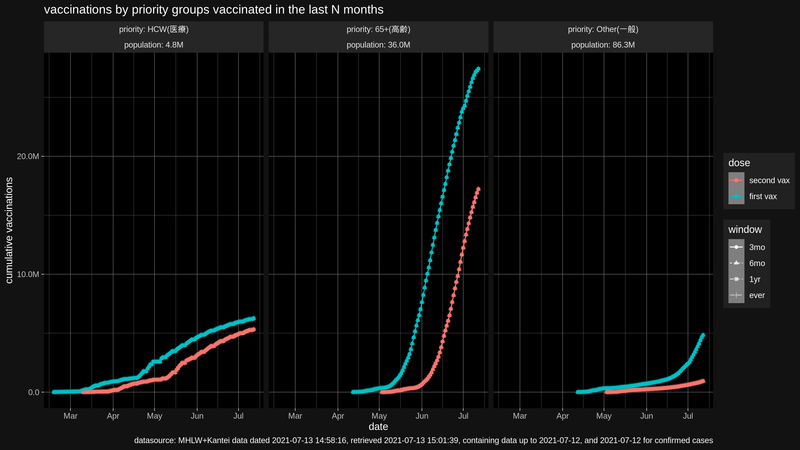 vaccinations by priority groups vaccinated in the last N months
priority: HCW(医療)
population: 4.8M
priority: 65+(高齢)
population: 36.0M
priority: Other(一般)
population: 86.3M
cumulative vaccinations
20.0M
10.0M
0.0
Mar Apr May Jun Jul
Mar Apr May Jun Jul
Mar Apr May Jun Jul
date
dose
second vax
first vax
window
3mo
6mo
1yr
ever
datasource: MHLW+Kantei data dated 2021-07-13 14:58:16, retrieved 2021-07-13 15:01:39, containing data up to 2021-07-12, and 2021-07-12 for confirmed cases